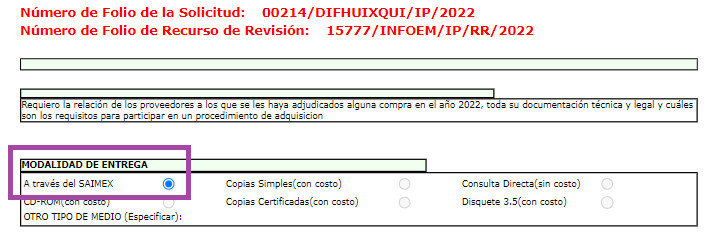 Número de Folio de la Solicitud: 00214/DIFHUIXQUI/IP/2022
Número de Folio de Recurso de Revisión: 15777/INFOEM/IP/RR/2022
Requiero la relación de los proveedores a los que se les haya adjudicados alguna compra en el año 2022, toda su documentación técnica y legal y cuáles
son los requisitos para participar en un procedimiento de adquisicion
MODALIDAD DE ENTREGA
A través del SAIMEX Copias Simples(con costo) Consulta Directa(sin costo)
CD-ROM(con costo) Copias Certificadas(con costo) Disquete 3.5(con costo)
OTRO TIPO DE MEDIO (Especificar):